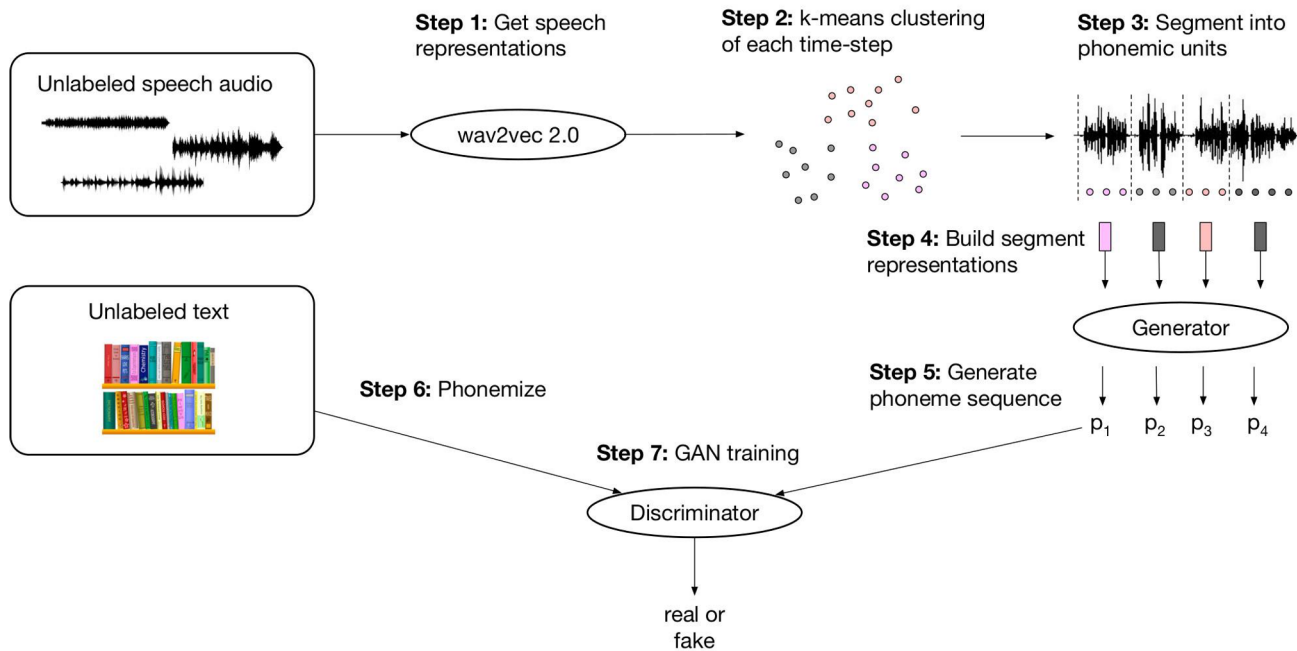 Step 1: Get speech
representations
Step 2: k-means clustering
of each time-step
Step 3: Segment into
phonemic units
Unlabeled speech audio
wav2vec 2.0
Step 4: Build segment
representations
Unlabeled text
Chemistry
Generator
Step 5: Generate
phoneme sequence
Step 6: Phonemize
p1 p2 p3 p4
Step 7: GAN training
Discriminator
real or
fake